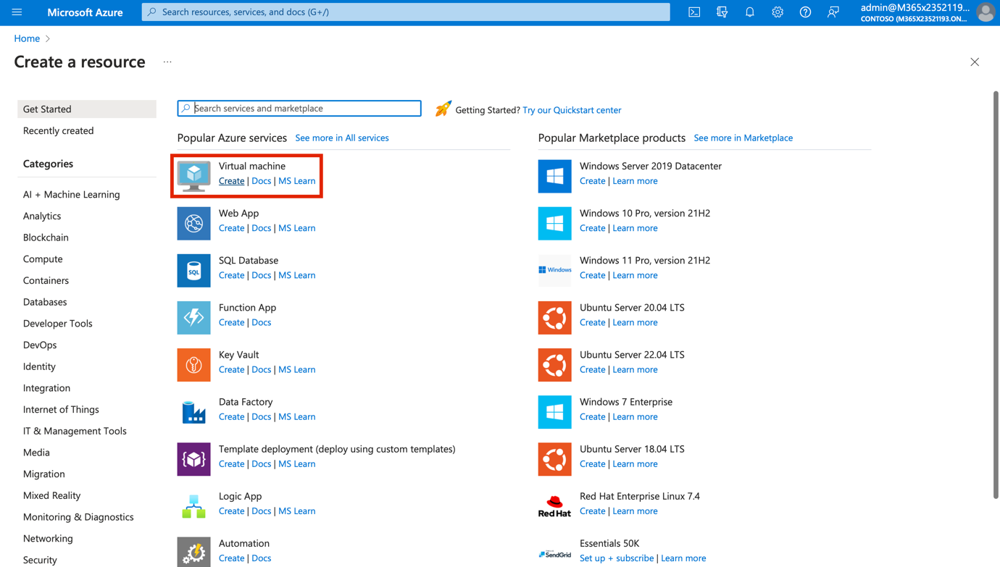 Microsoft Azure
Search resources, services, and docs (G+/)
admin@M365x2352119...
CONTOSO (M365X23521193.ON...
Home
Create a resource
...
Get Started
Recently created
Categories
AI + Machine Learning
Analytics
Blockchain
Compute
Containers
Databases
Developer Tools
DevOps
Identity
Integration
Internet of Things
IT & Management Tools
Media
Migration
Mixed Reality
Monitoring & Diagnostics
Networking
Security
Search services and marketplace
Getting Started? Try our Quickstart center
Popular Azure services See more in All services
Virtual machine
Create | Docs | MS Learn
Web App
Create | Docs | MS Learn
SQL
SQL Database
Create | Docs | MS Learn
Function App
Create | Docs
Key Vault
Create | Docs | MS Learn
Data Factory
Create | Docs | MS Learn
Template deployment (deploy using custom templates)
Create | Docs | MS Learn
Logic App
Create | Docs | MS Learn
Automation
Create | Docs
Popular Marketplace products See more in Marketplace
Windows Server 2019 Datacenter
Create | Learn more
Windows 10 Pro, version 21H2
Create | Learn more
Windows
Windows 11 Pro, version 21H2
Create | Learn more
Ubuntu Server 20.04 LTS
Create | Learn more
Ubuntu Server 22.04 LTS
Create | Learn more
Windows 7 Enterprise
Create | Learn more
Ubuntu Server 18.04 LTS
Create | Learn more
Red Hat
Red Hat Enterprise Linux 7.4
Create | Learn more
SendGrid
Essentials 50K
Set up + subscribe | Learn more